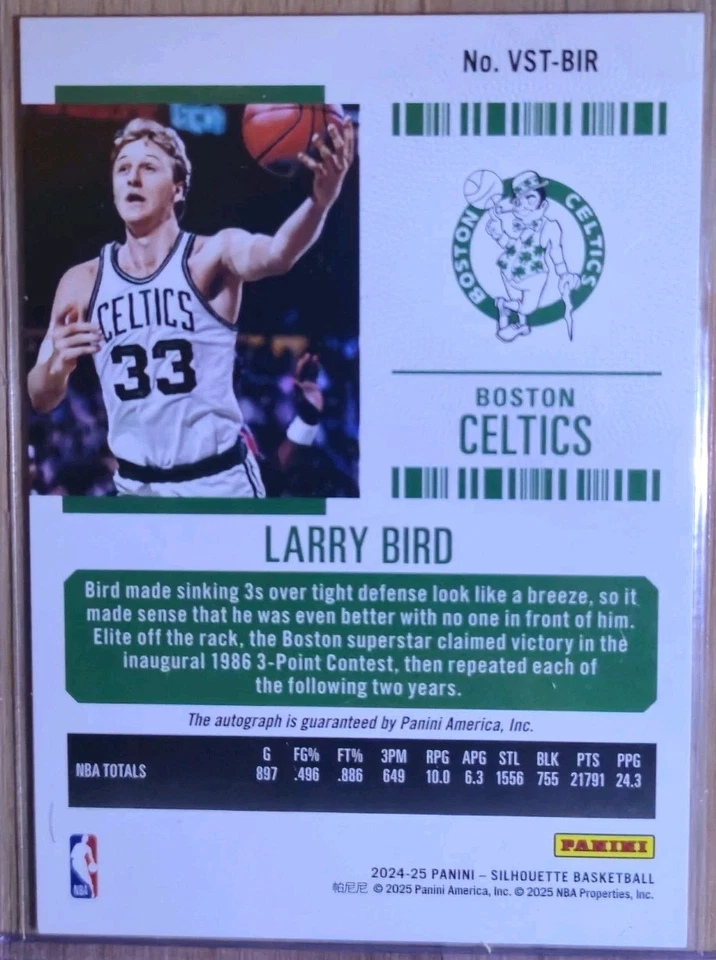 No. VST-BIR
CELTICS
33
BOSTON CELTICS
BOSTON
CELTICS
LARRY BIRD
Bird made sinking 3s over tight defense look like a breeze, so it
made sense that he was even better with no one in front of him.
Elite off the rack, the Boston superstar claimed victory in the
inaugural 1986 3-Point Contest, then repeated each of
the following two years.
The autograph is guaranteed by Panini America, Inc.
G FG% FT% 3PM RPG APG STL BLK PTS PPG
NBA TOTALS 897 .496 .886 649 10.0 6.3 1556 755 21791 24.3
NBA
PANINI
2024-25 PANINI – SILHOUETTE BASKETBALL
帕尼尼 © 2025 Panini America, Inc. © 2025 NBA Properties, Inc.